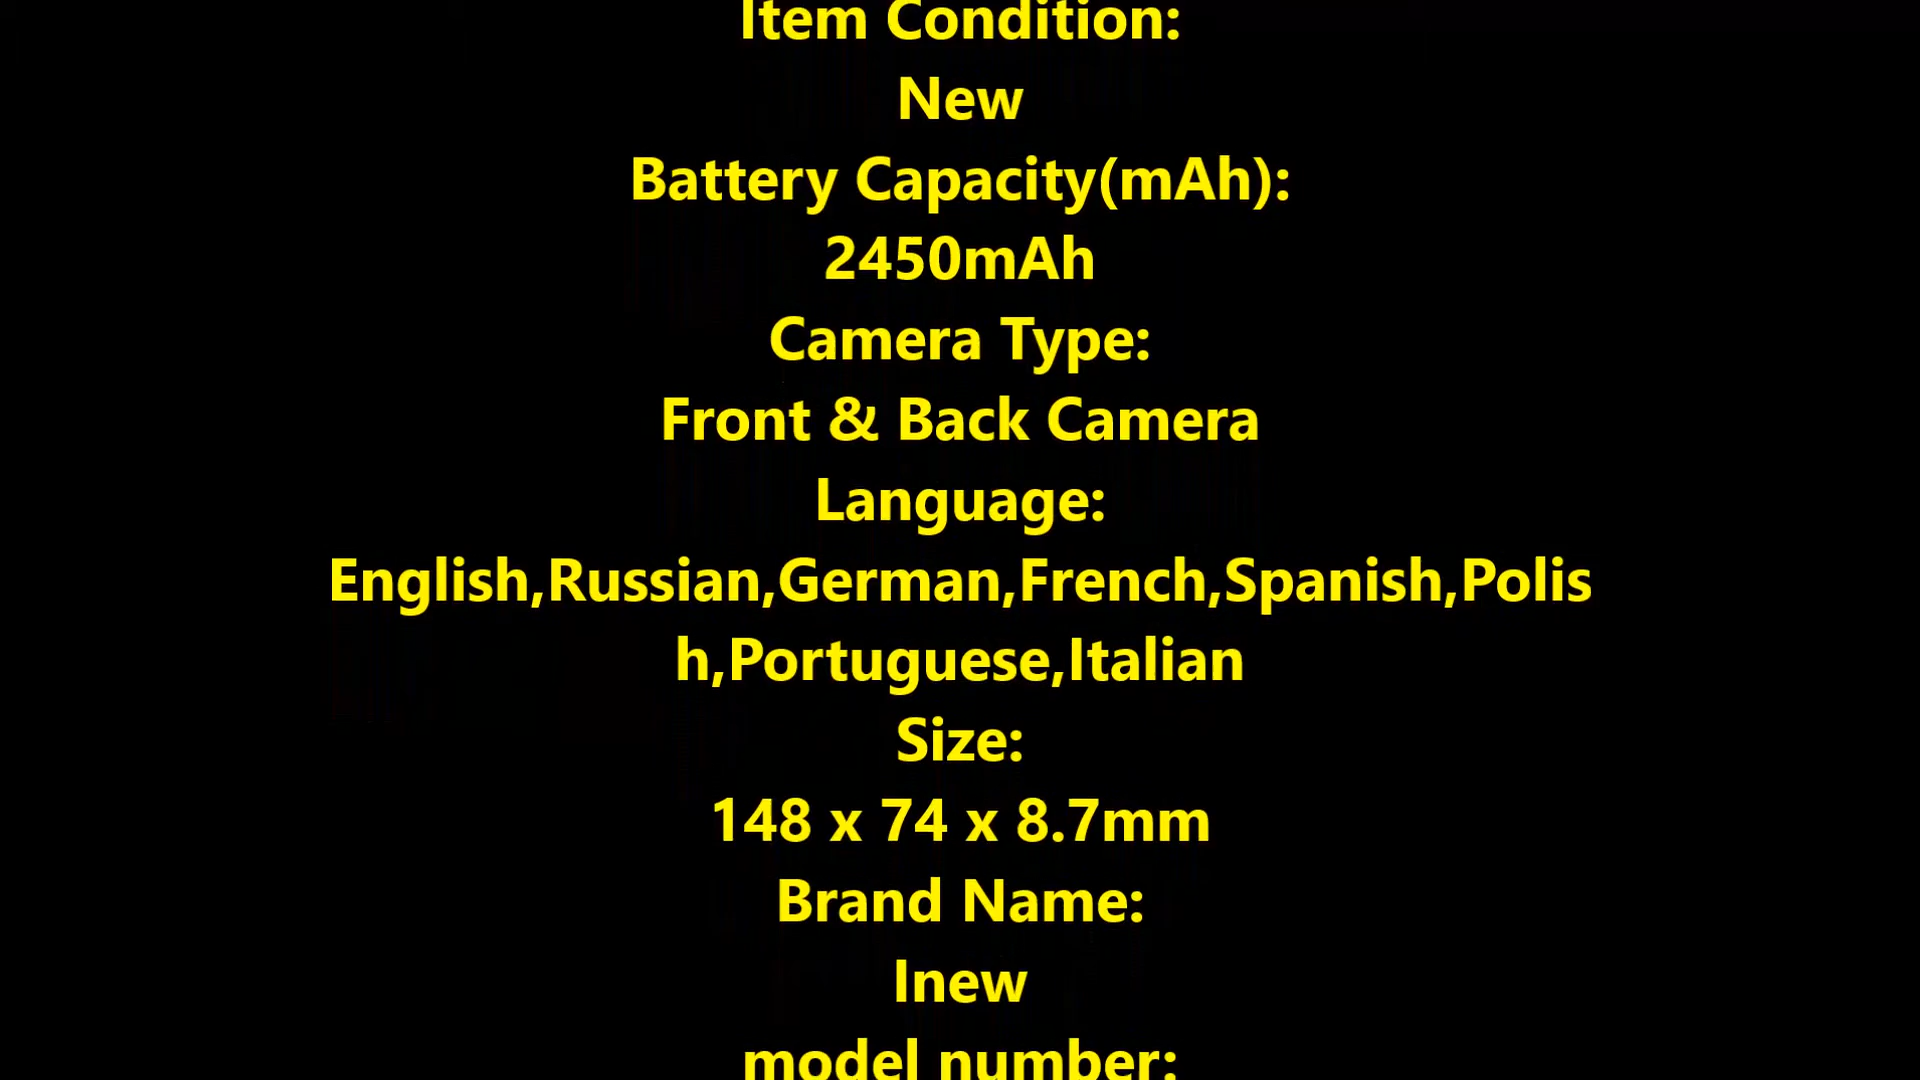 Item Condition:
New
Battery Capacity(mAh):
2450mAh
Camera Type:
Front & Back Camera
Language:
English,Russian,German,French,Spanish,Polis
h,Portuguese,Italian
Size:
148 x 74 x 8.7mm
Brand Name:
Inew
model number: